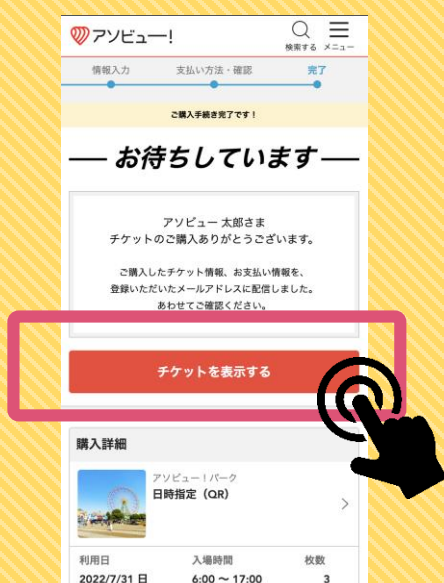 アソビュー!
検索する メニュー
情報入力 支払い方法・確認 完了
ご購入手続き完了です!
お待ちしています
アソビュー 太郎さま
チケットのご購入ありがとうございます。
ご購入したチケット情報、お支払い情報を、
登録いただいたメールアドレスに配信しました。
あわせてご確認ください。
チケットを表示する
購入詳細
アソビュー!パーク
日時指定(QR)
利用日 入場時間 枚数
2022/7/31 日 6:00 〜 17:00 3